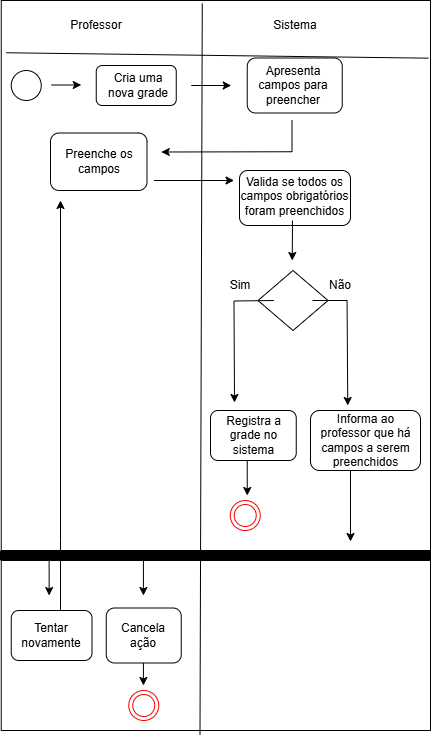 Professor
Sistema
Cria uma
nova grade
Apresenta
campos para
preencher
Preenche os
campos
Valida se todos os
campos obrigatórios
foram preenchidos
Sim
Não
Registra a
grade no
sistema
Informa ao
professor que há
campos a serem
preenchidos
Tentar
novamente
Cancela
ação